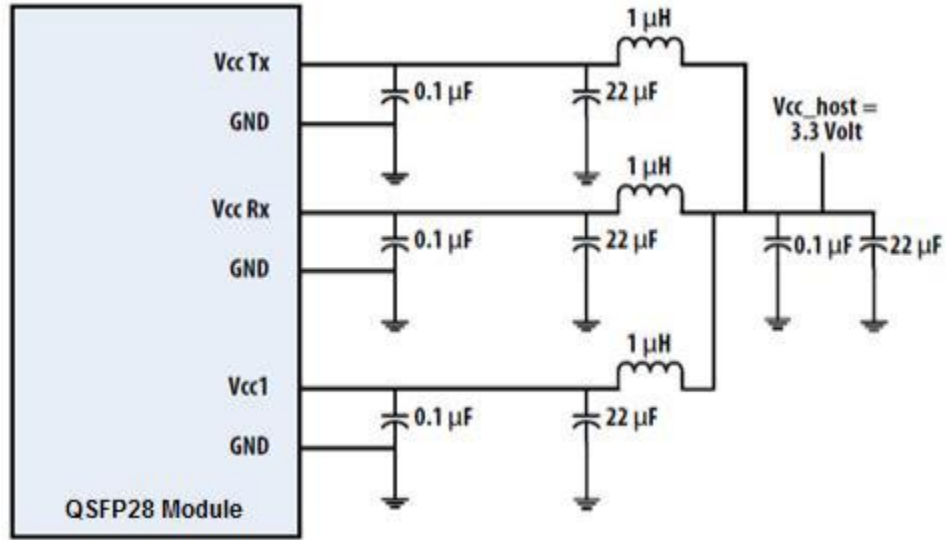 1 µH
Vcc Tx
0.1 µF
22 µF
GND
Vcc_host =
3.3 Volt
1 µH
Vcc Rx
0.1 µF
22 µF
0.1 µF
22 µF
GND
1 µH
Vcc1
0.1 µF
22 µF
GND
QSFP28 Module